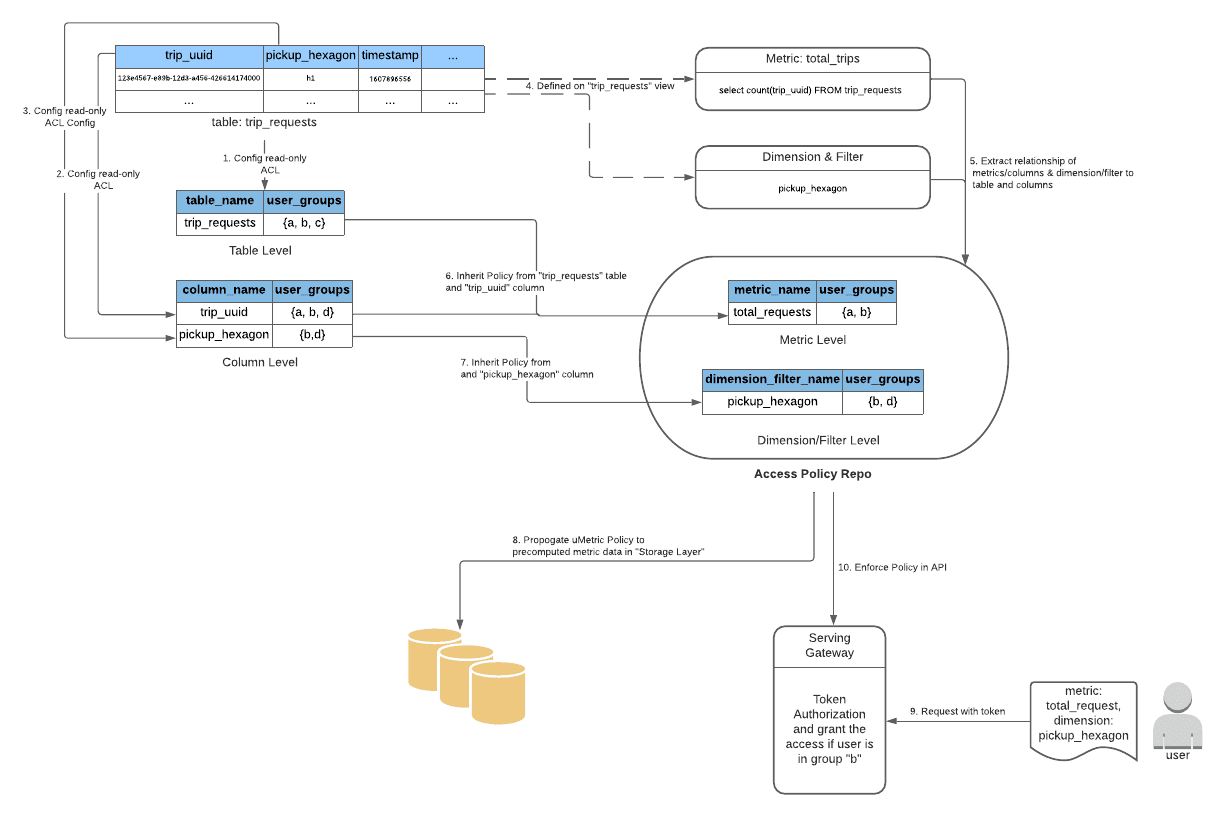 trip_uuid pickup_hexagon timestamp ...
123e4567-e89b-12d3-a456-426614174000 h1 1607896556
... ... ... ...
table: trip_requests
3. Config read-only
ACL Config
2. Config read-only
ACL
1. Config read-only
ACL
4. Defined on "trip_requests" view
Metric: total_trips
select count(trip_uuid) FROM trip_requests
Dimension & Filter
pickup_hexagon
5. Extract relationship of
metrics/columns & dimension/filter to
table and columns
table_name user_groups
trip_requests {a, b, c}
Table Level
column_name user_groups
trip_uuid {a, b, d}
pickup_hexagon {b,d}
Column Level
6. Inherit Policy from "trip_requests" table
and "trip_uuid" column
7. Inherit Policy from
and "pickup_hexagon" column
metric_name user_groups
total_requests {a, b}
Metric Level
dimension_filter_name user_groups
pickup_hexagon {b, d}
Dimension/Filter Level
Access Policy Repo
8. Propogate uMetric Policy to
precomputed metric data in "Storage Layer"
10. Enforce Policy in API
Serving
Gateway
Token
Authorization
and grant the
access if user is
in group "b"
9. Request with token
metric:
total_request,
dimension:
pickup_hexagon
user